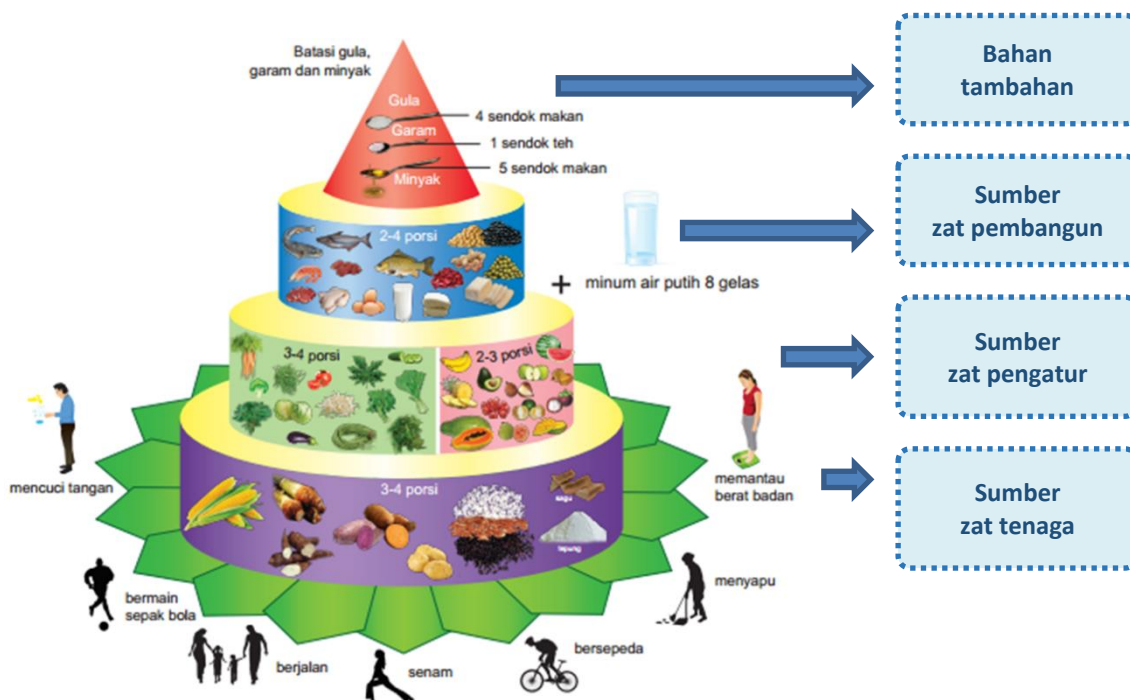 Batasi gula,
garam dan minyak
Gula
4 sendok makan
Garam
1 sendok teh
5 sendok makan
Minyak
2-4 porsi
+ minum air putih 8 gelas
3-4 porsi
2-3 porsi
mencuci tangan
memantau
berat badan
3-4 porsi
sagu
tepung
bermain
sepak bola
menyapu
berjalan
senam
bersepeda
Bahan
tambahan
Sumber
zat pembangun
Sumber
zat pengatur
Sumber
zat tenaga